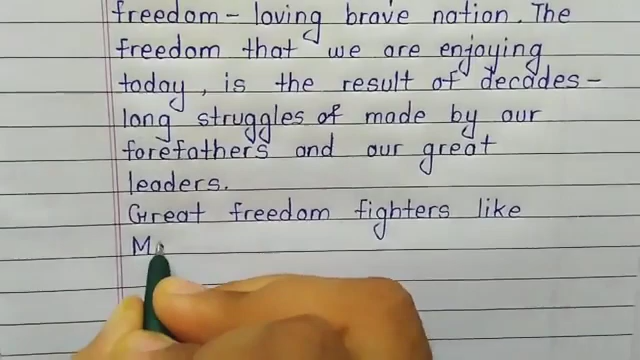 freedom - loving brave nation. The
freedom that we are enjoying
today, is the result of decades -
long struggles of made by our
forefathers and our great
leaders.
Great freedom fighters like
M